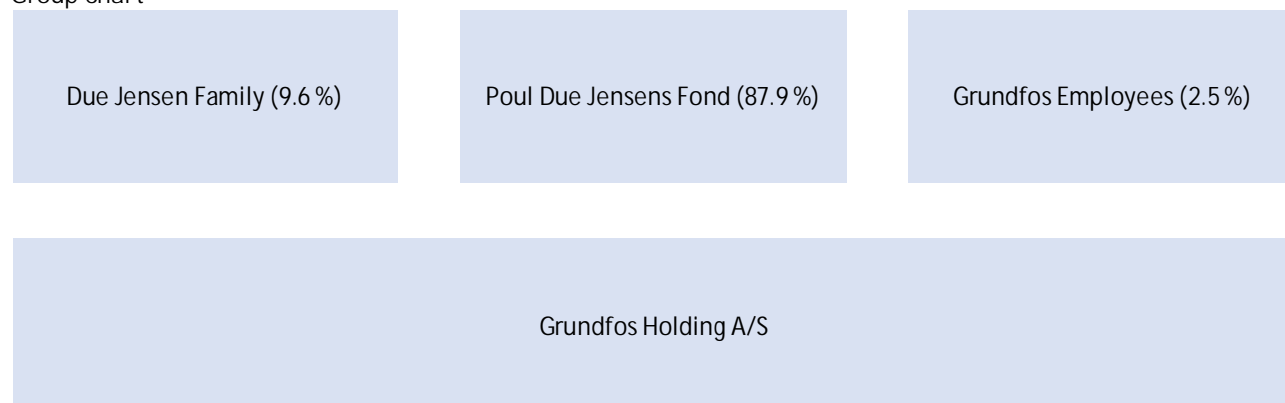 Group chart
Due Jensen Family (9.6 %)
Poul Due Jensens Fond (87.9 %)
Grundfos Employees (2.5 %)
Grundfos Holding A/S